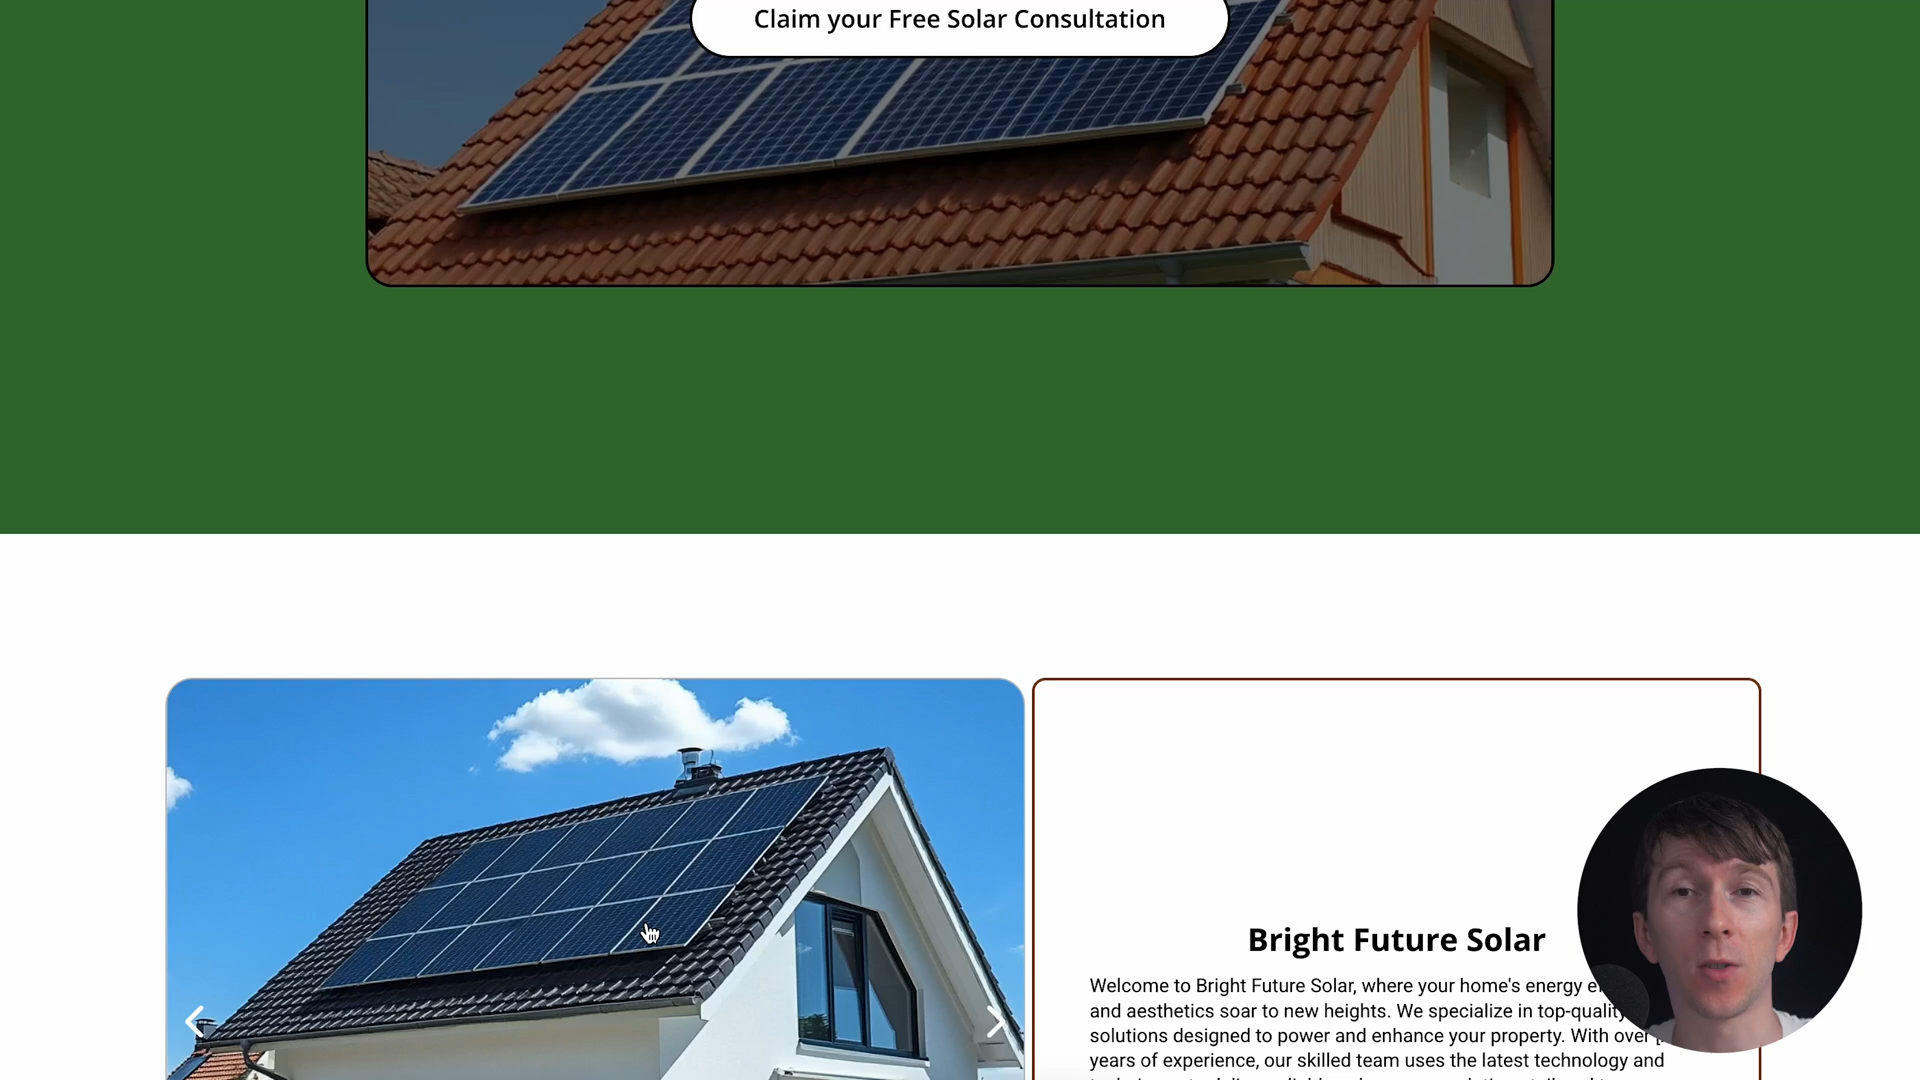 Claim your Free Solar Consultation
Bright Future Solar
Welcome to Bright Future Solar, where your home's energy
and aesthetics soar to new heights. We specialize in top-quality
solutions designed to power and enhance your property. With over
years of experience, our skilled team uses the latest technology and